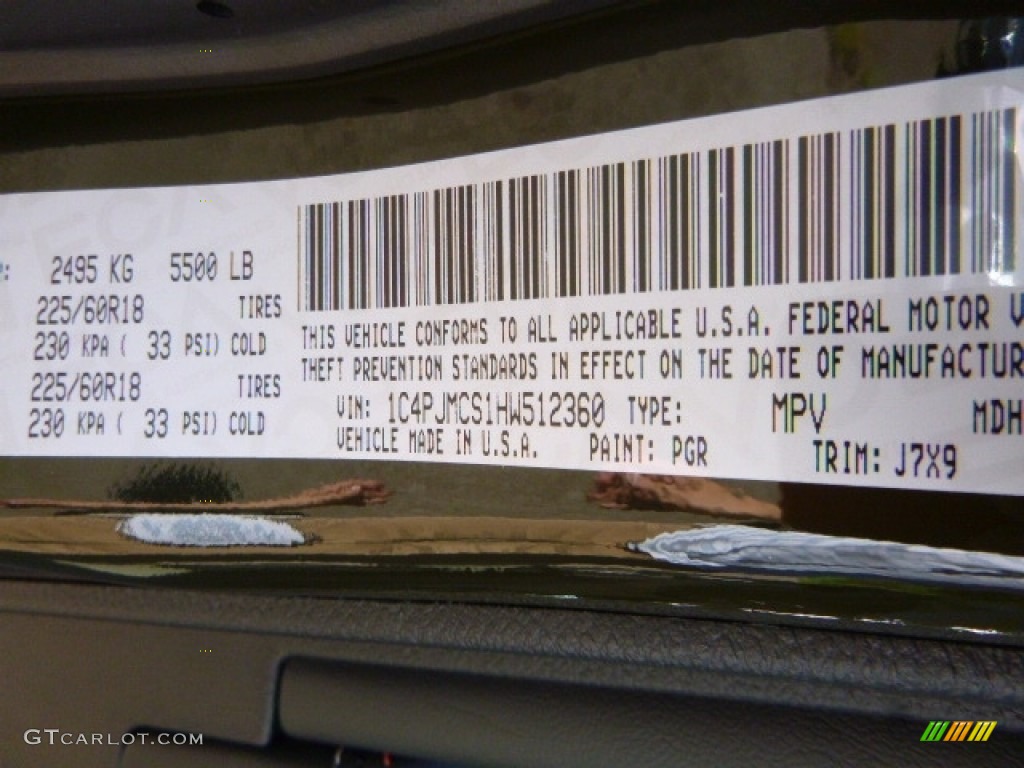 2495 KG 5500 LB
225/60R18 TIRES
230 KPA ( 33 PSI) COLD
225/60R18 TIRES
230 KPA ( 33 PSI) COLD
THIS VEHICLE CONFORMS TO ALL APPLICABLE U.S.A. FEDERAL MOTOR V
THEFT PREVENTION STANDARDS IN EFFECT ON THE DATE OF MANUFACTUR
VIN: 1C4PJMCS1HW512360 TYPE: MPV MDH
VEHICLE MADE IN U.S.A. PAINT: PGR TRIM: J7X9
GTCARLOT.COM